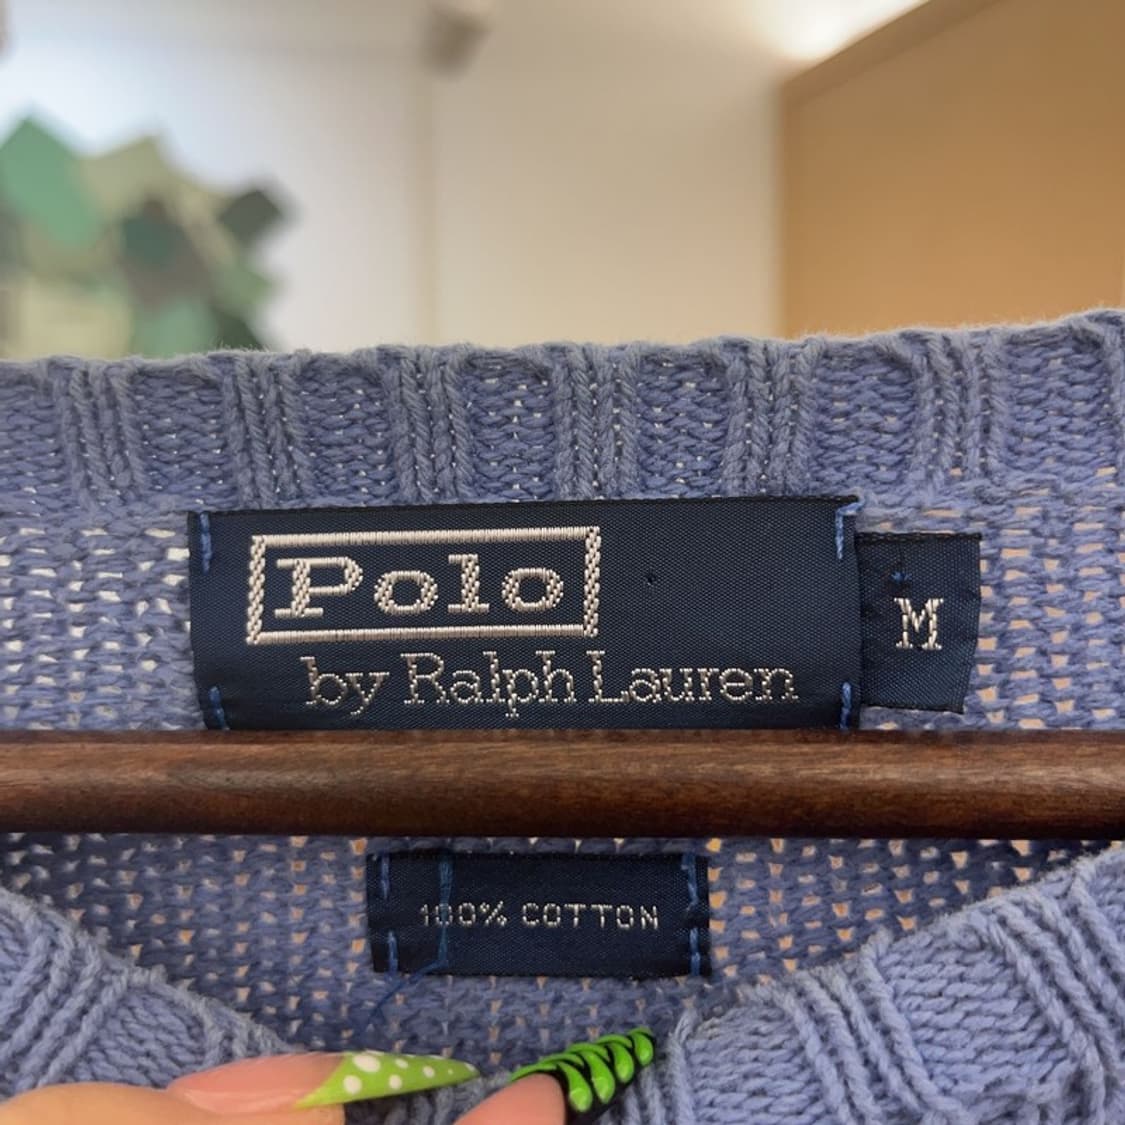 Polo
by Ralph Lauren
M
100% COTTON